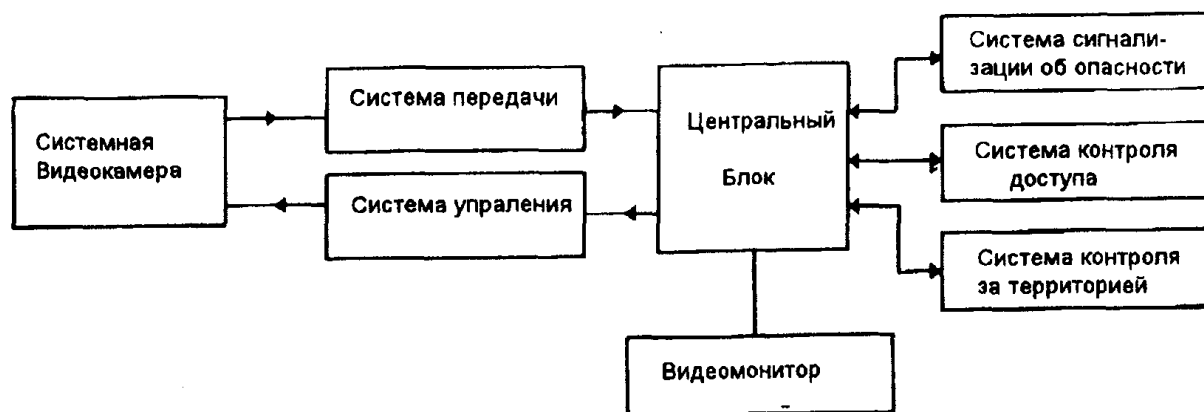 Системная
Видеокамера
Система передачи
Система упраления
Центральный
Блок
Система сигнали-
зации об опасности
Система контроля
доступа
Система контроля
за территорией
Видеомонитор